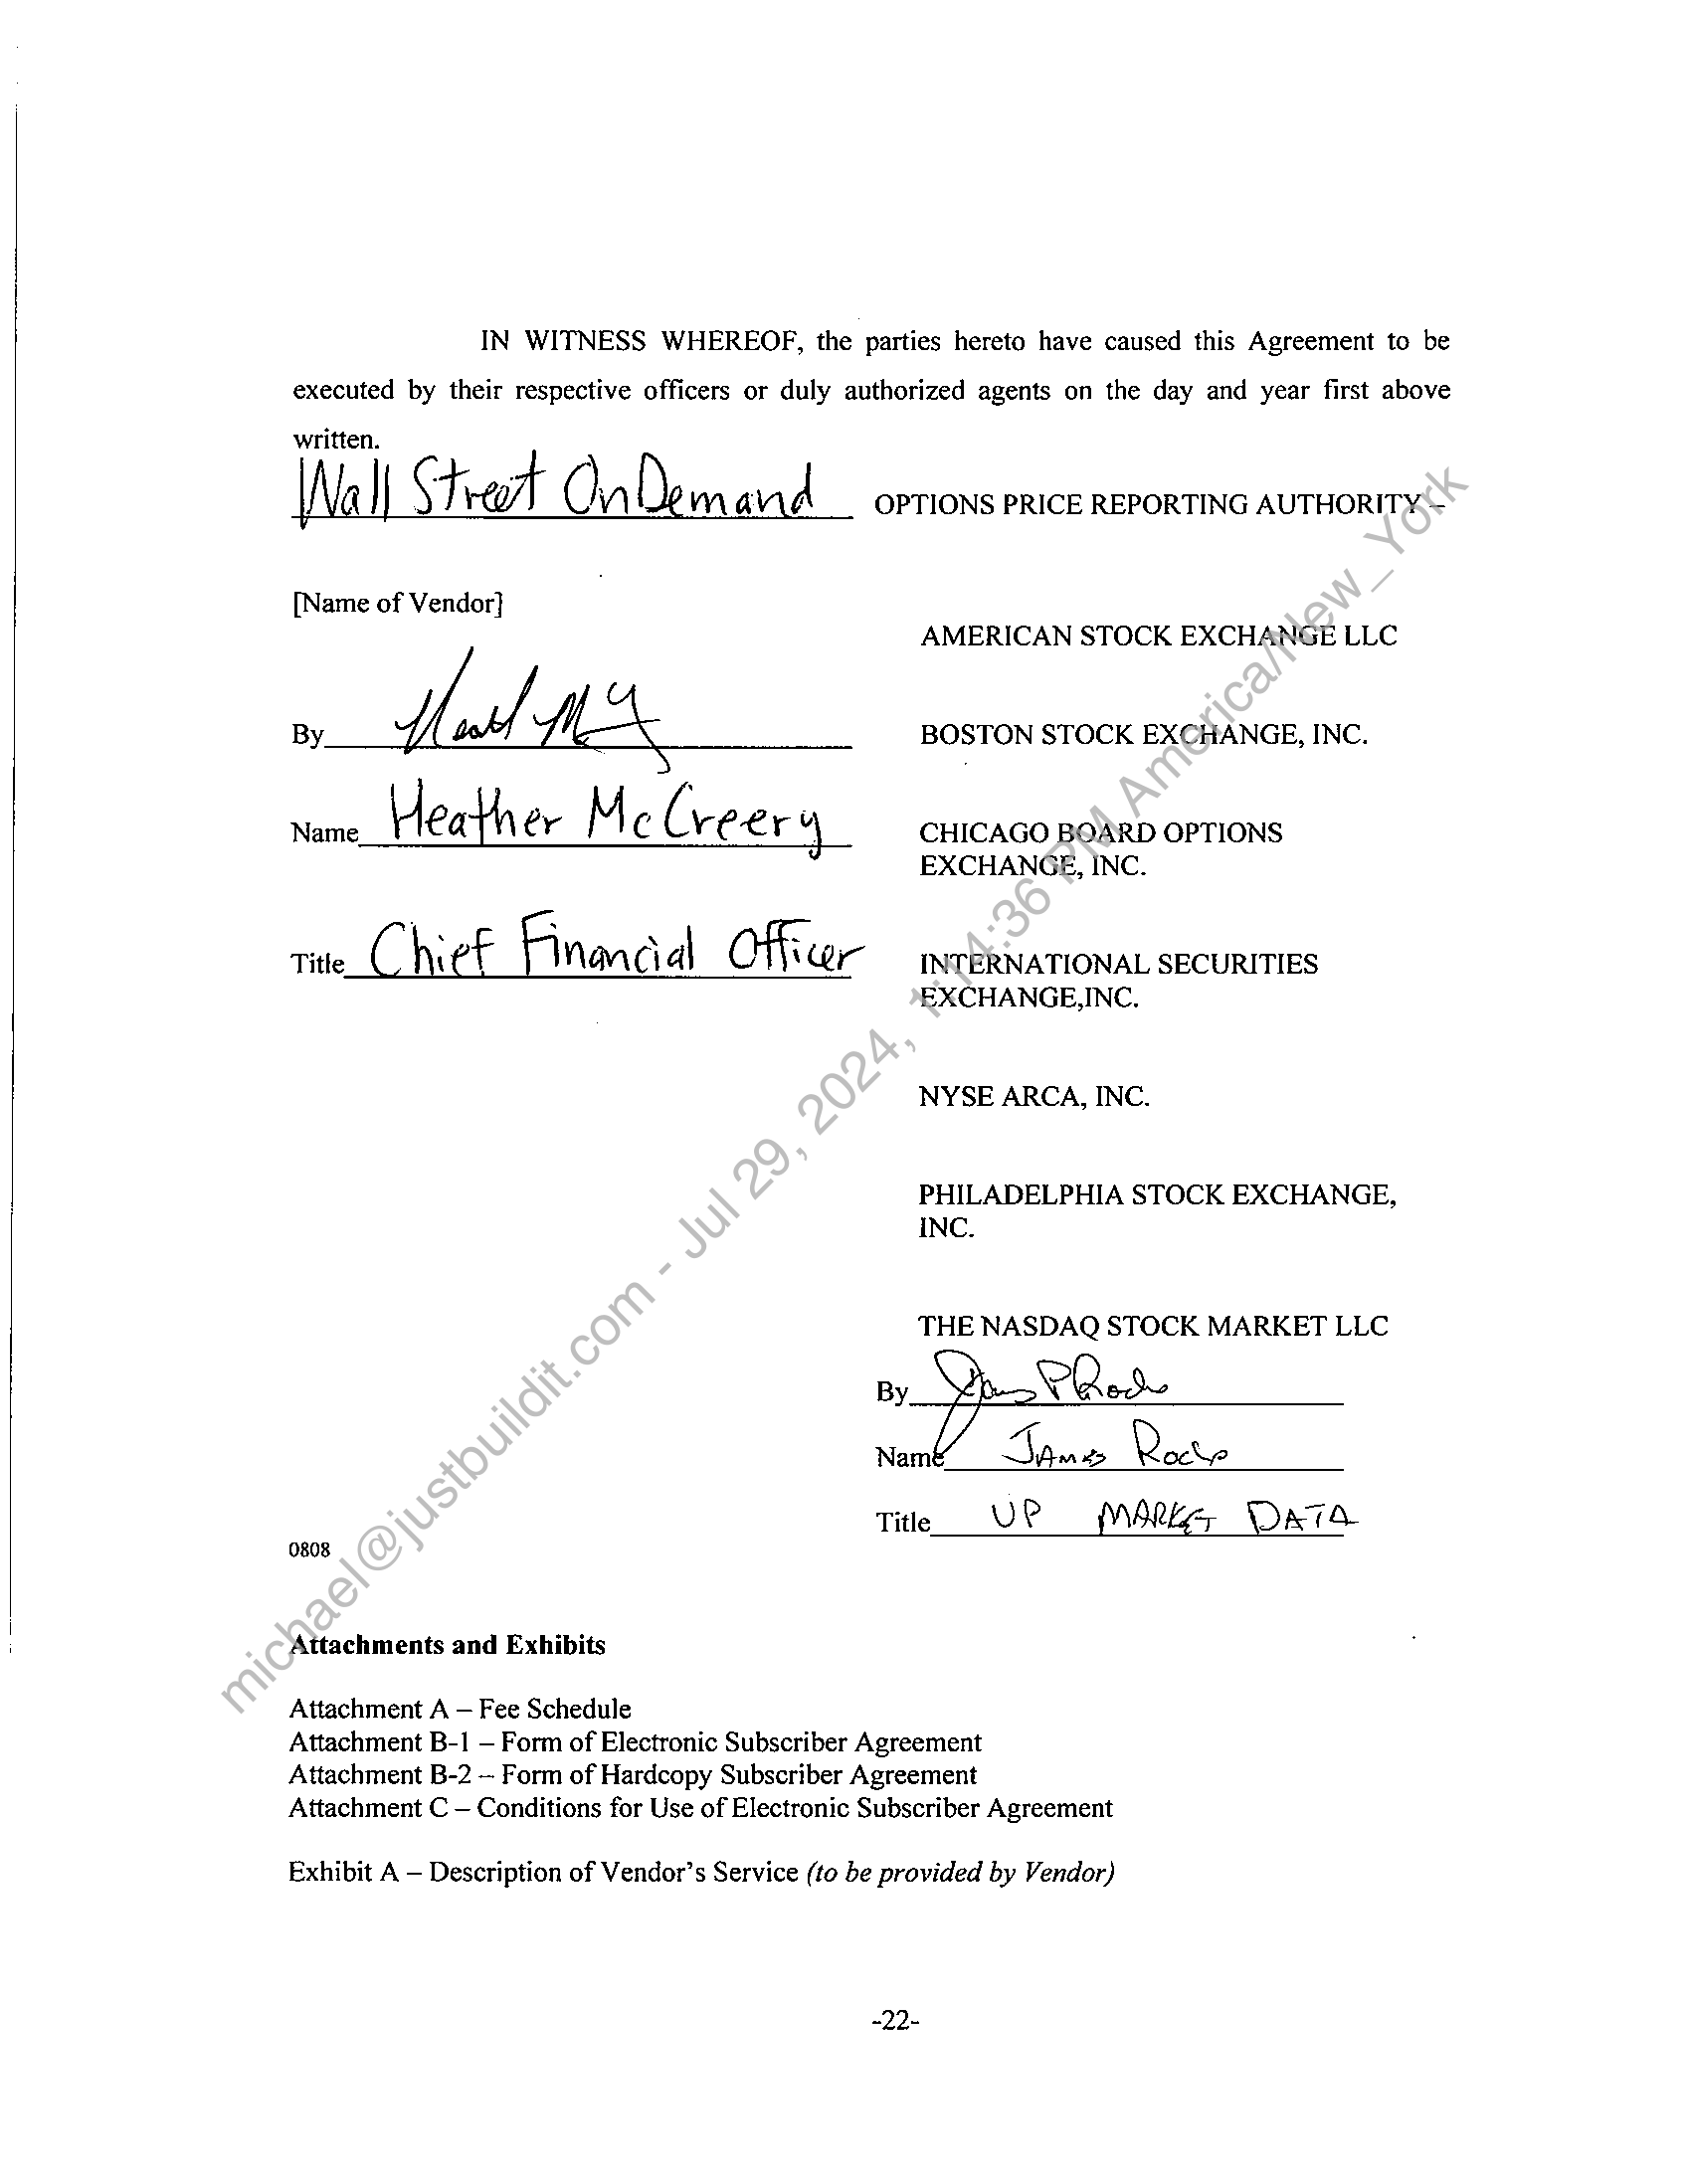 IN WITNESS WHEREOF, the parties hereto have caused this Agreement to be
executed by their respective officers or duly authorized agents on the day and year first above
written.
Wall Street OnDemand
[Name of Vendor]
By
Name Heather McCreery
Title Chief Financial Officer
OPTIONS PRICE REPORTING AUTHORITY –
AMERICAN STOCK EXCHANGE LLC
BOSTON STOCK EXCHANGE, INC.
CHICAGO BOARD OPTIONS
EXCHANGE, INC.
INTERNATIONAL SECURITIES
EXCHANGE,INC.
NYSE ARCA, INC.
PHILADELPHIA STOCK EXCHANGE,
INC.
THE NASDAQ STOCK MARKET LLC
By
Name James Roche
Title VP MARKET DATA
0808
Attachments and Exhibits
Attachment A – Fee Schedule
Attachment B-1 – Form of Electronic Subscriber Agreement
Attachment B-2 – Form of Hardcopy Subscriber Agreement
Attachment C – Conditions for Use of Electronic Subscriber Agreement
Exhibit A – Description of Vendor's Service (to be provided by Vendor)
-22-
michael@justbuildit.com - Jul 29, 2024, 1:14:36 PM America/New_York